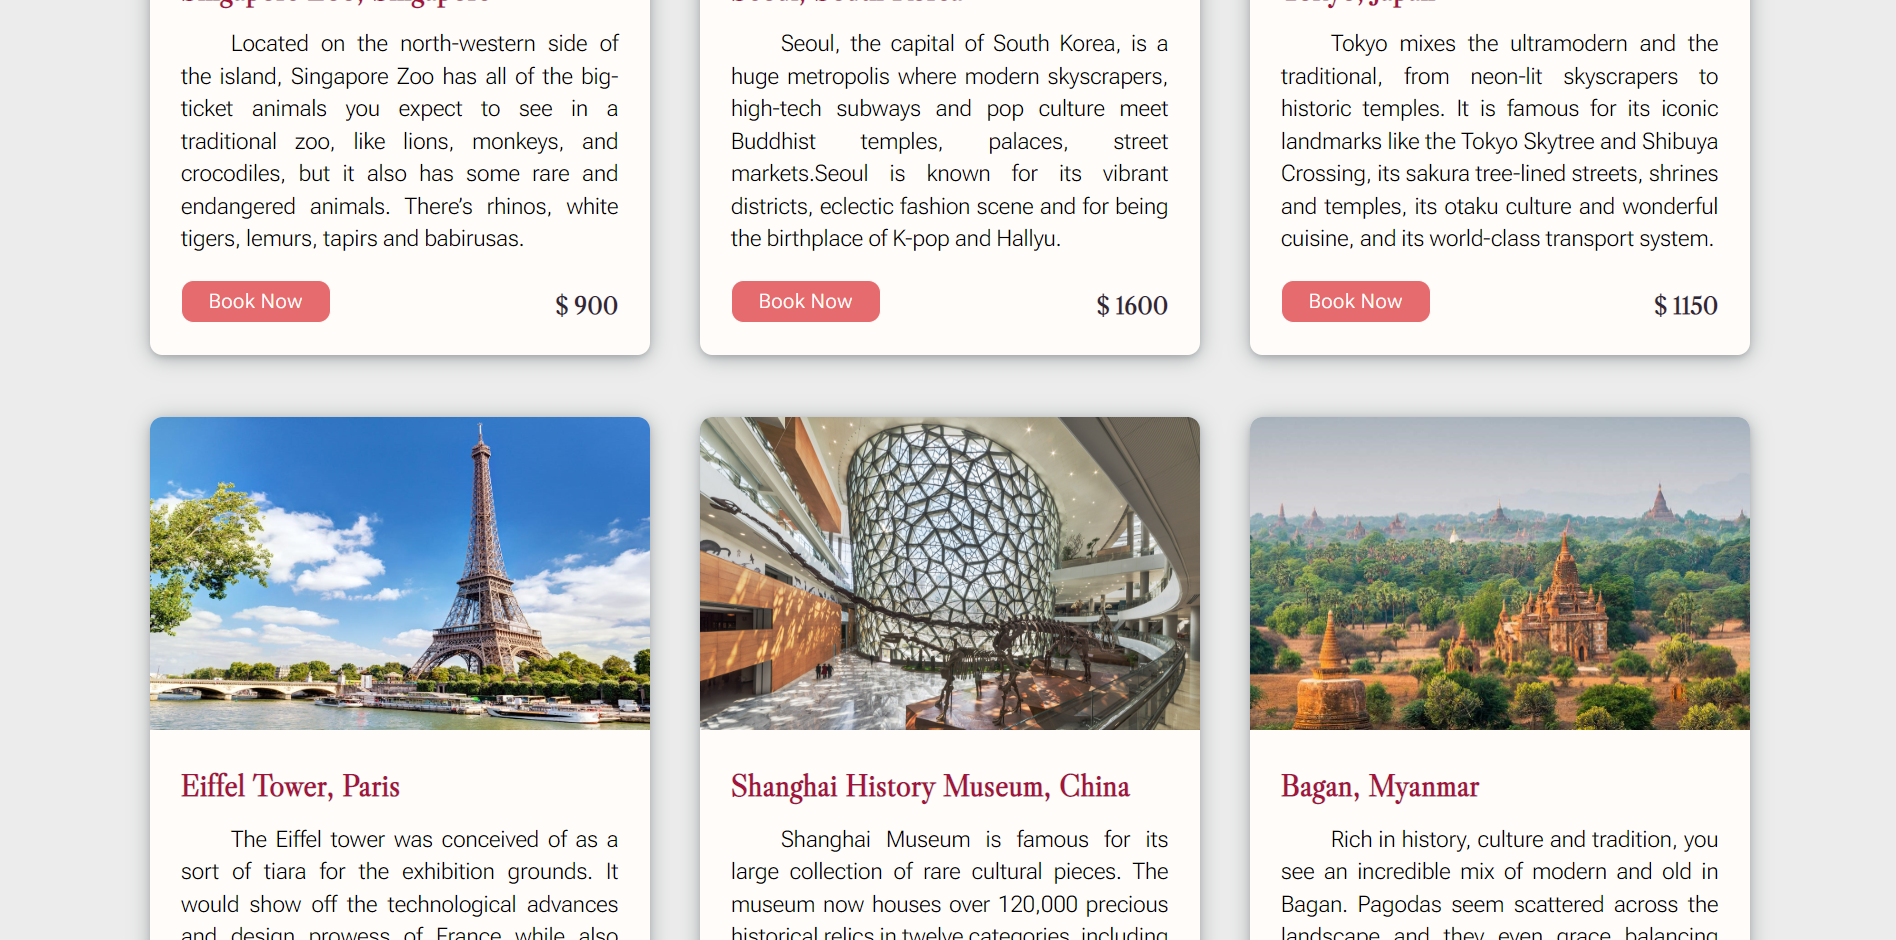 Singapore Zoo, Singapore
Located on the north-western side of
the island, Singapore Zoo has all of the big-
ticket animals you expect to see in a
traditional zoo, like lions, monkeys, and
crocodiles, but it also has some rare and
endangered animals. There’s rhinos, white
tigers, lemurs, tapirs and babirusas.
Book Now
$ 900
Seoul, South Korea
Seoul, the capital of South Korea, is a
huge metropolis where modern skyscrapers,
high-tech subways and pop culture meet
Buddhist temples, palaces, street
markets.Seoul is known for its vibrant
districts, eclectic fashion scene and for being
the birthplace of K-pop and Hallyu.
Book Now
$ 1600
Tokyo, Japan
Tokyo mixes the ultramodern and the
traditional, from neon-lit skyscrapers to
historic temples. It is famous for its iconic
landmarks like the Tokyo Skytree and Shibuya
Crossing, its sakura tree-lined streets, shrines
and temples, its otaku culture and wonderful
cuisine, and its world-class transport system.
Book Now
$ 1150
Eiffel Tower, Paris
The Eiffel tower was conceived of as a
sort of tiara for the exhibition grounds. It
would show off the technological advances
and design prowess of France while also
Shanghai History Museum, China
Shanghai Museum is famous for its
large collection of rare cultural pieces. The
museum now houses over 120,000 precious
historical relics in twelve categories, including
Bagan, Myanmar
Rich in history, culture and tradition, you
see an incredible mix of modern and old in
Bagan. Pagodas seem scattered across the
landscape and they even grace balancing